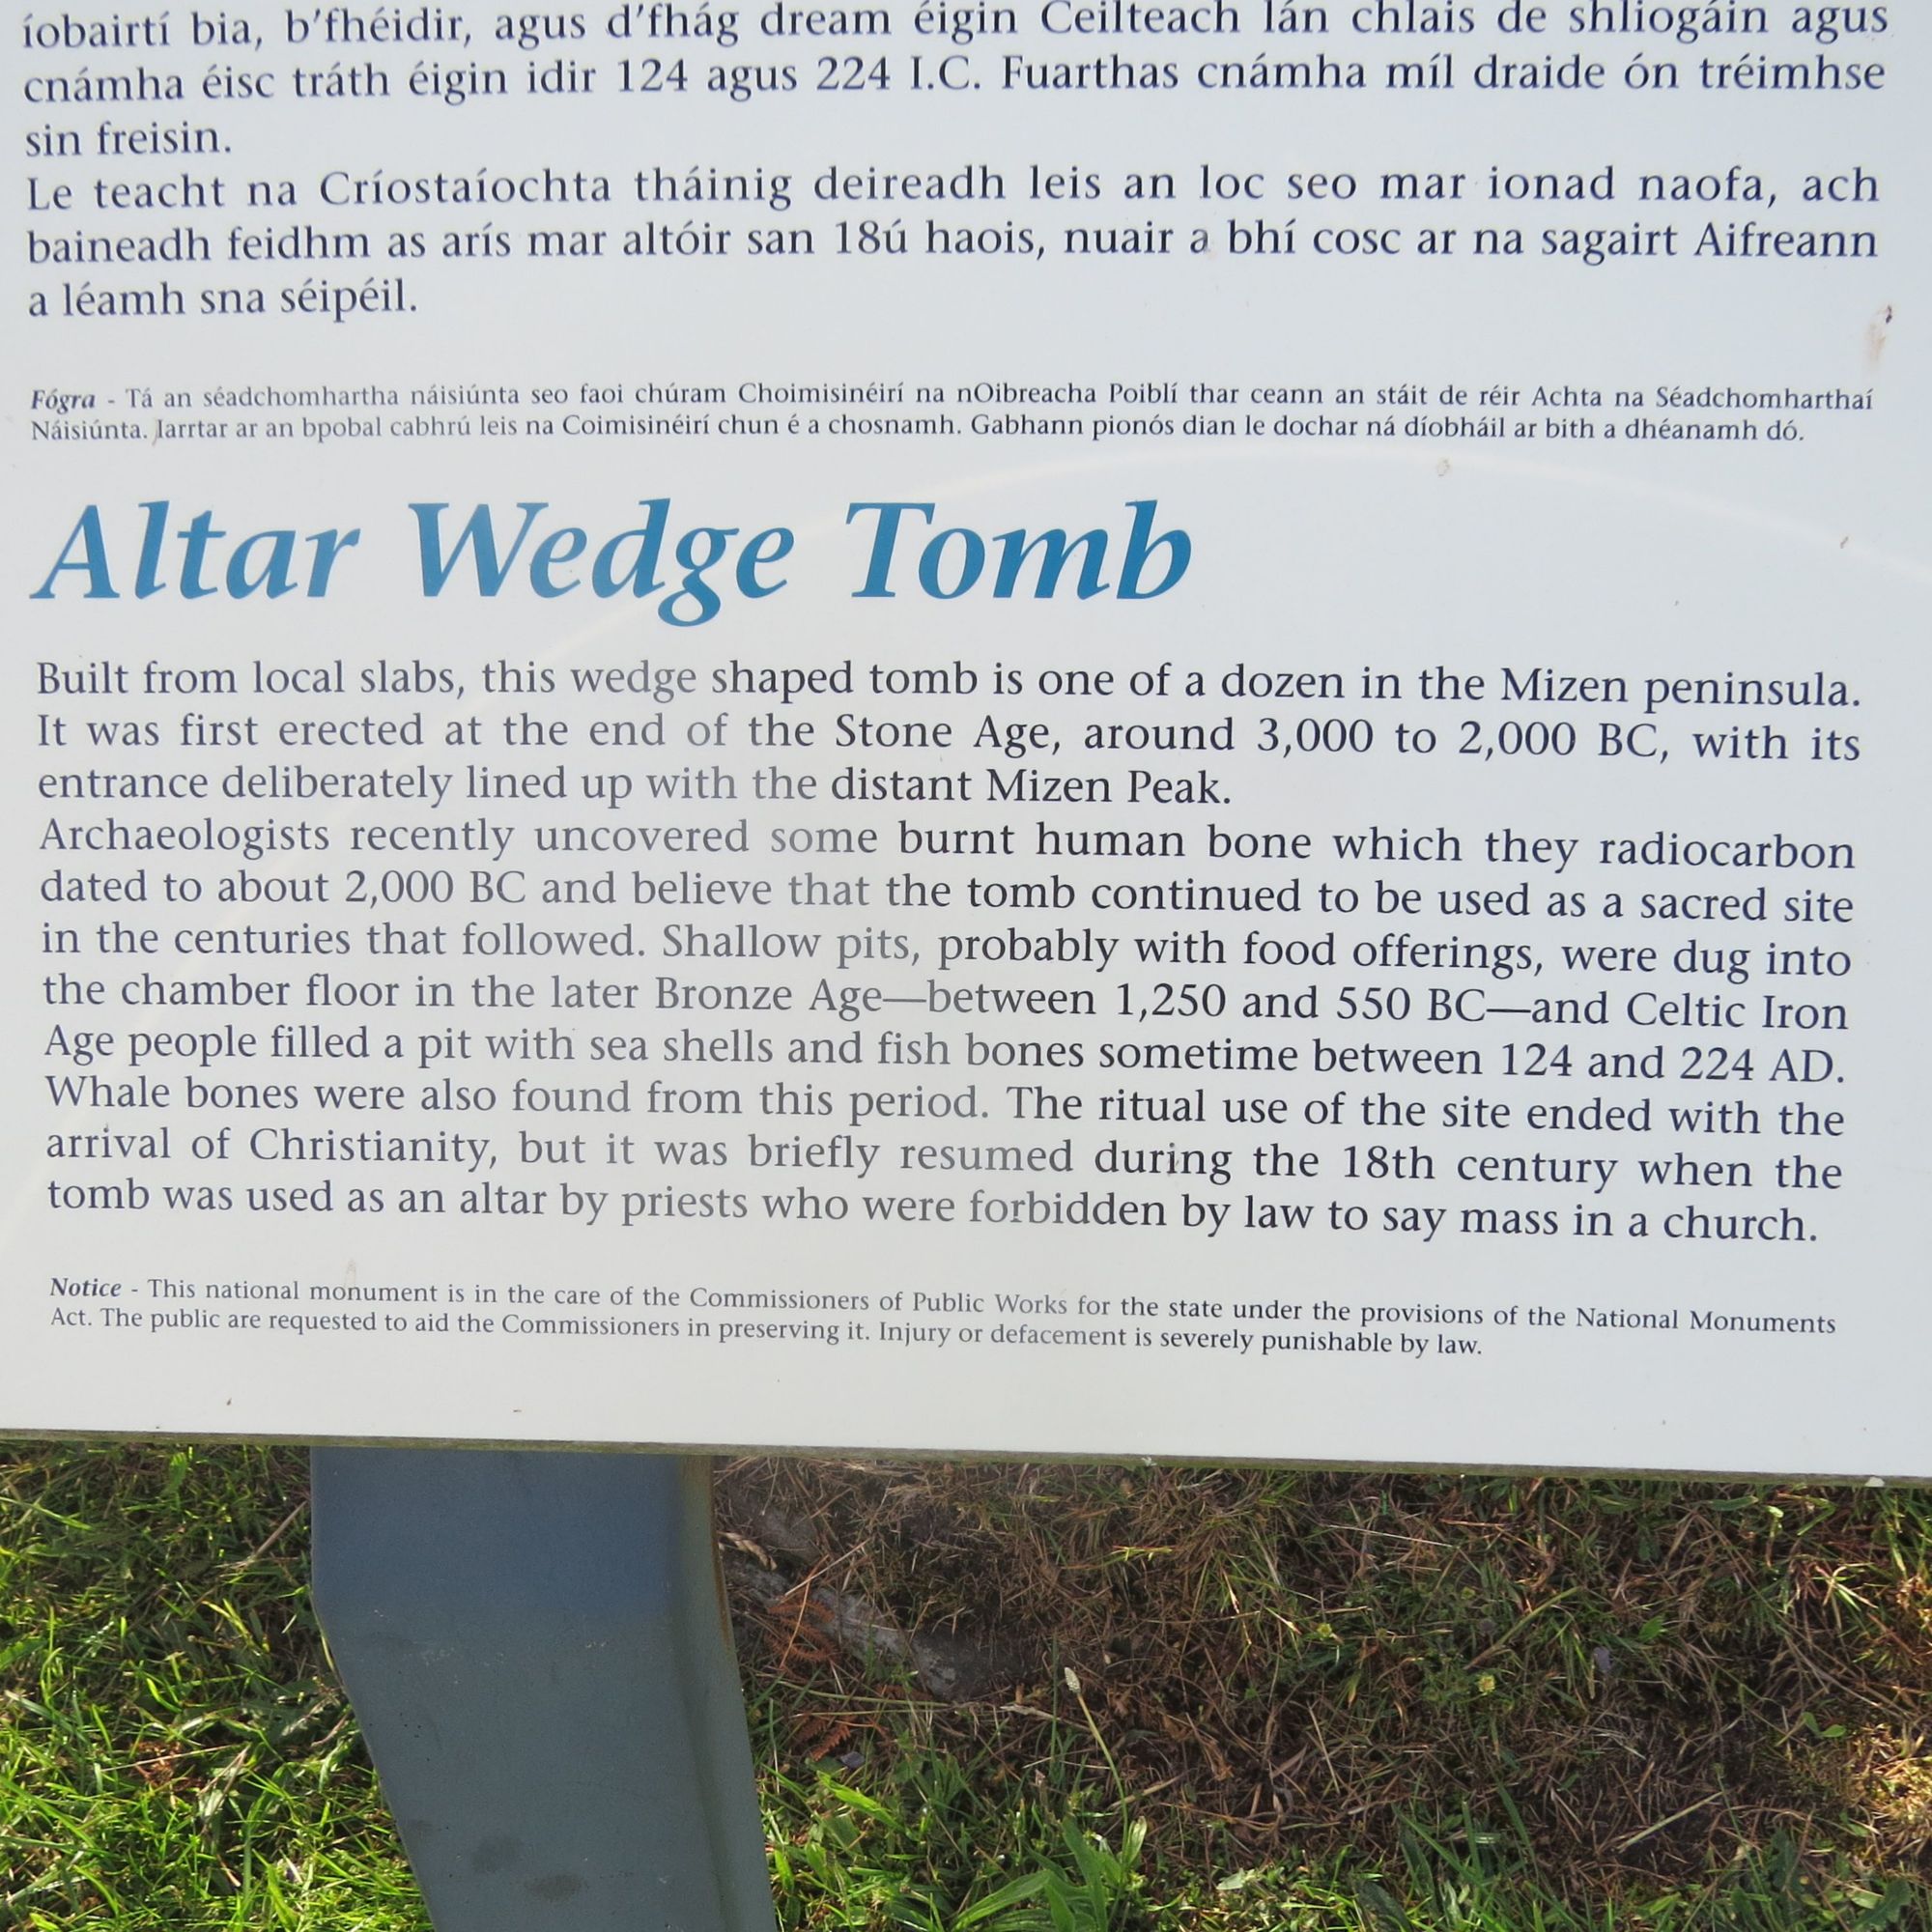 íobairtí bia, b'fhéidir, agus d'fhág dream éigin Ceilteach lán chlais de shliogáin agus
cnámha éisc tráth éigin idir 124 agus 224 I.C. Fuarthas cnámha míl draide ón tréimhse
sin freisin.
Le teacht na Críostaíochta tháinig deireadh leis an loc seo mar ionad naofa, ach
baineadh feidhm as arís mar altóir san 18ú haois, nuair a bhí cosc ar na sagairt Aifreann
a léamh sna séipéil.
Fógra - Tá an séadchomhartha náisiúnta seo faoi chúram Choimisinéirí na nOibreacha Poiblí thar ceann an stáit de réir Achta na Séadchomharthaí
Náisiúnta. Iarrtar ar an bpobal cabhrú leis na Coimisinéirí chun é a chosnamh. Gabhann pionós dian le dochar ná díobháil ar bith a dhéanamh dó.
Altar Wedge Tomb
Built from local slabs, this wedge shaped tomb is one of a dozen in the Mizen peninsula.
It was first erected at the end of the Stone Age, around 3,000 to 2,000 BC, with its
entrance deliberately lined up with the distant Mizen Peak.
Archaeologists recently uncovered some burnt human bone which they radiocarbon
dated to about 2,000 BC and believe that the tomb continued to be used as a sacred site
in the centuries that followed. Shallow pits, probably with food offerings, were dug into
the chamber floor in the later Bronze Age—between 1,250 and 550 BC—and Celtic Iron
Age people filled a pit with sea shells and fish bones sometime between 124 and 224 AD.
Whale bones were also found from this period. The ritual use of the site ended with the
arrival of Christianity, but it was briefly resumed during the 18th century when the
tomb was used as an altar by priests who were forbidden by law to say mass in a church.
Notice - This national monument is in the care of the Commissioners of Public Works for the state under the provisions of the National Monuments
Act. The public are requested to aid the Commissioners in preserving it. Injury or defacement is severely punishable by law.